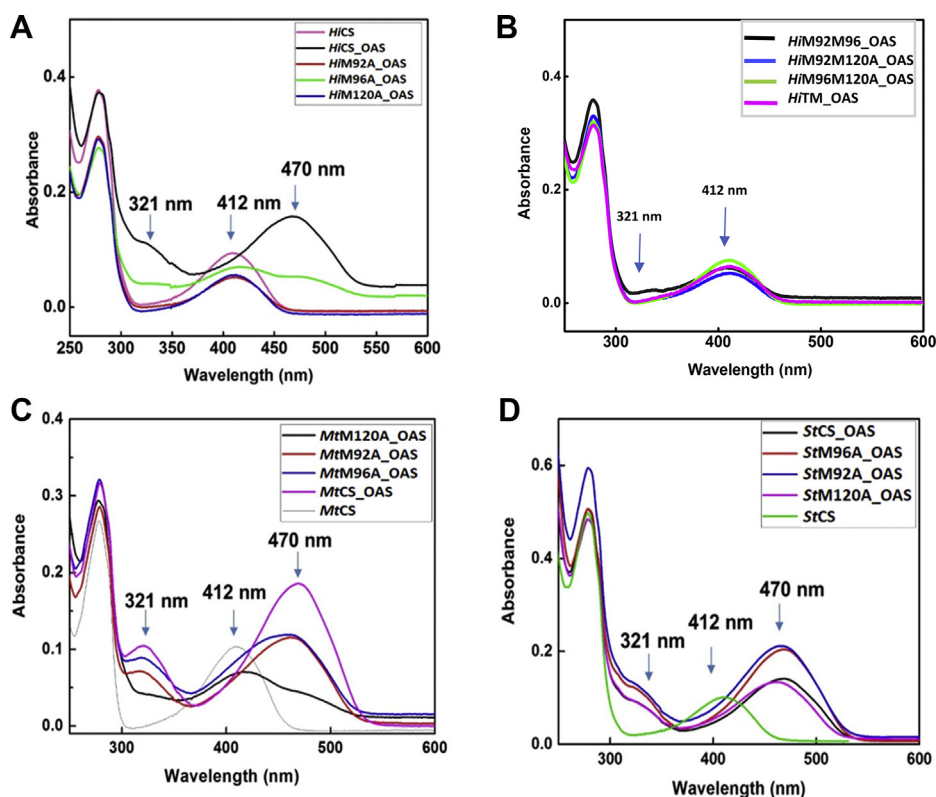 A
HiCS
HiCS_OAS
HiM92A_OAS
HiM96A_OAS
HiM120A_OAS
0.4
0.2
0.0
Absorbance
321 nm
412 nm
470 nm
250 300 350 400 450 500 550 600
Wavelength (nm)
B
HiM92M96_OAS
HiM92M120A_OAS
HiM96M120A_OAS
HiTM_OAS
0.4
0.2
0.0
Absorbance
321 nm
412 nm
300 400 500 600
Wavelength (nm)
C
MtM120A_OAS
MtM92A_OAS
MtM96A_OAS
MtCS_OAS
MtCS
0.4
0.3
0.2
0.1
0.0
Absorbance
321 nm
412 nm
470 nm
300 400 500 600
Wavelength (nm)
D
StCS_OAS
StM96A_OAS
StM92A_OAS
StM120A_OAS
StCS
0.6
0.4
0.2
0.0
Absorbance
321 nm
412 nm
470 nm
300 400 500 600
Wavelength (nm)